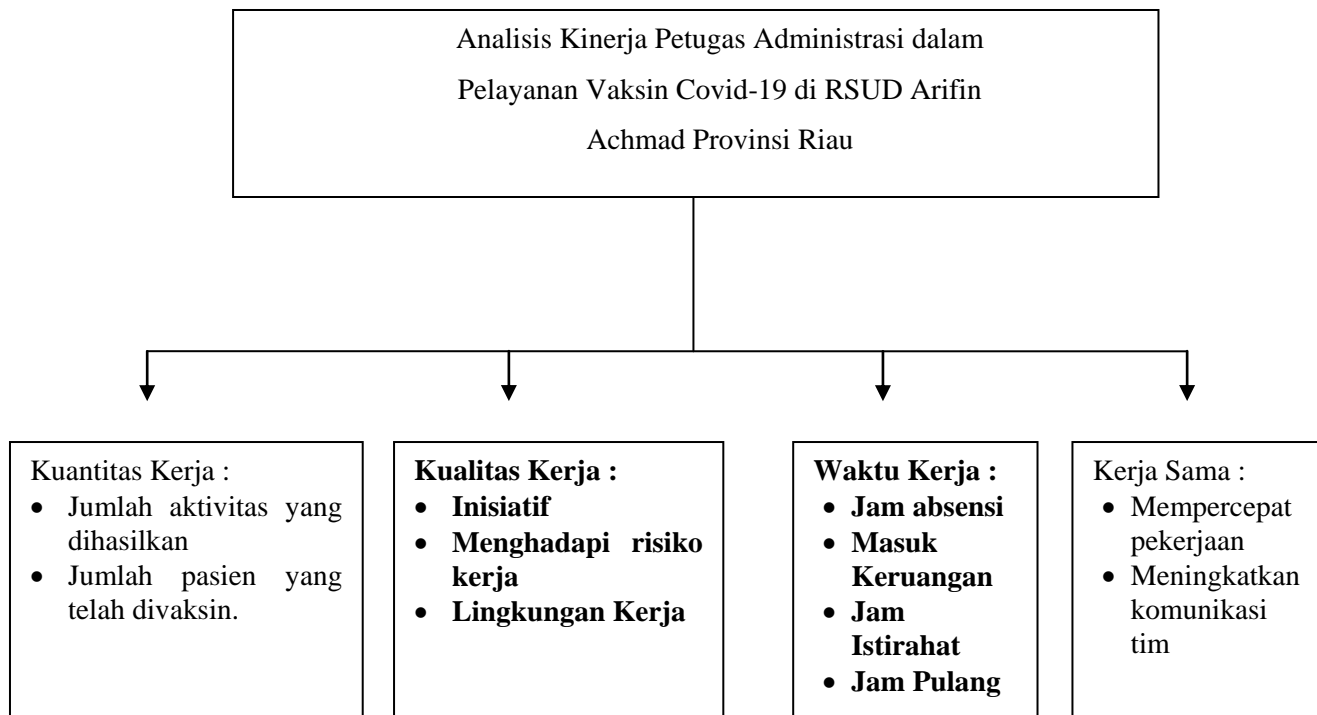 Analisis Kinerja Petugas Administrasi dalam
Pelayanan Vaksin Covid-19 di RSUD Arifin
Achmad Provinsi Riau
Kuantitas Kerja :
• Jumlah aktivitas yang
dihasilkan
• Jumlah pasien yang
telah divaksin.
Kualitas Kerja :
• Inisiatif
• Menghadapi risiko
kerja
• Lingkungan Kerja
Waktu Kerja :
• Jam absensi
• Masuk
Keruangan
• Jam
Istirahat
• Jam Pulang
Kerja Sama :
• Mempercepat
pekerjaan
• Meningkatkan
komunikasi
tim